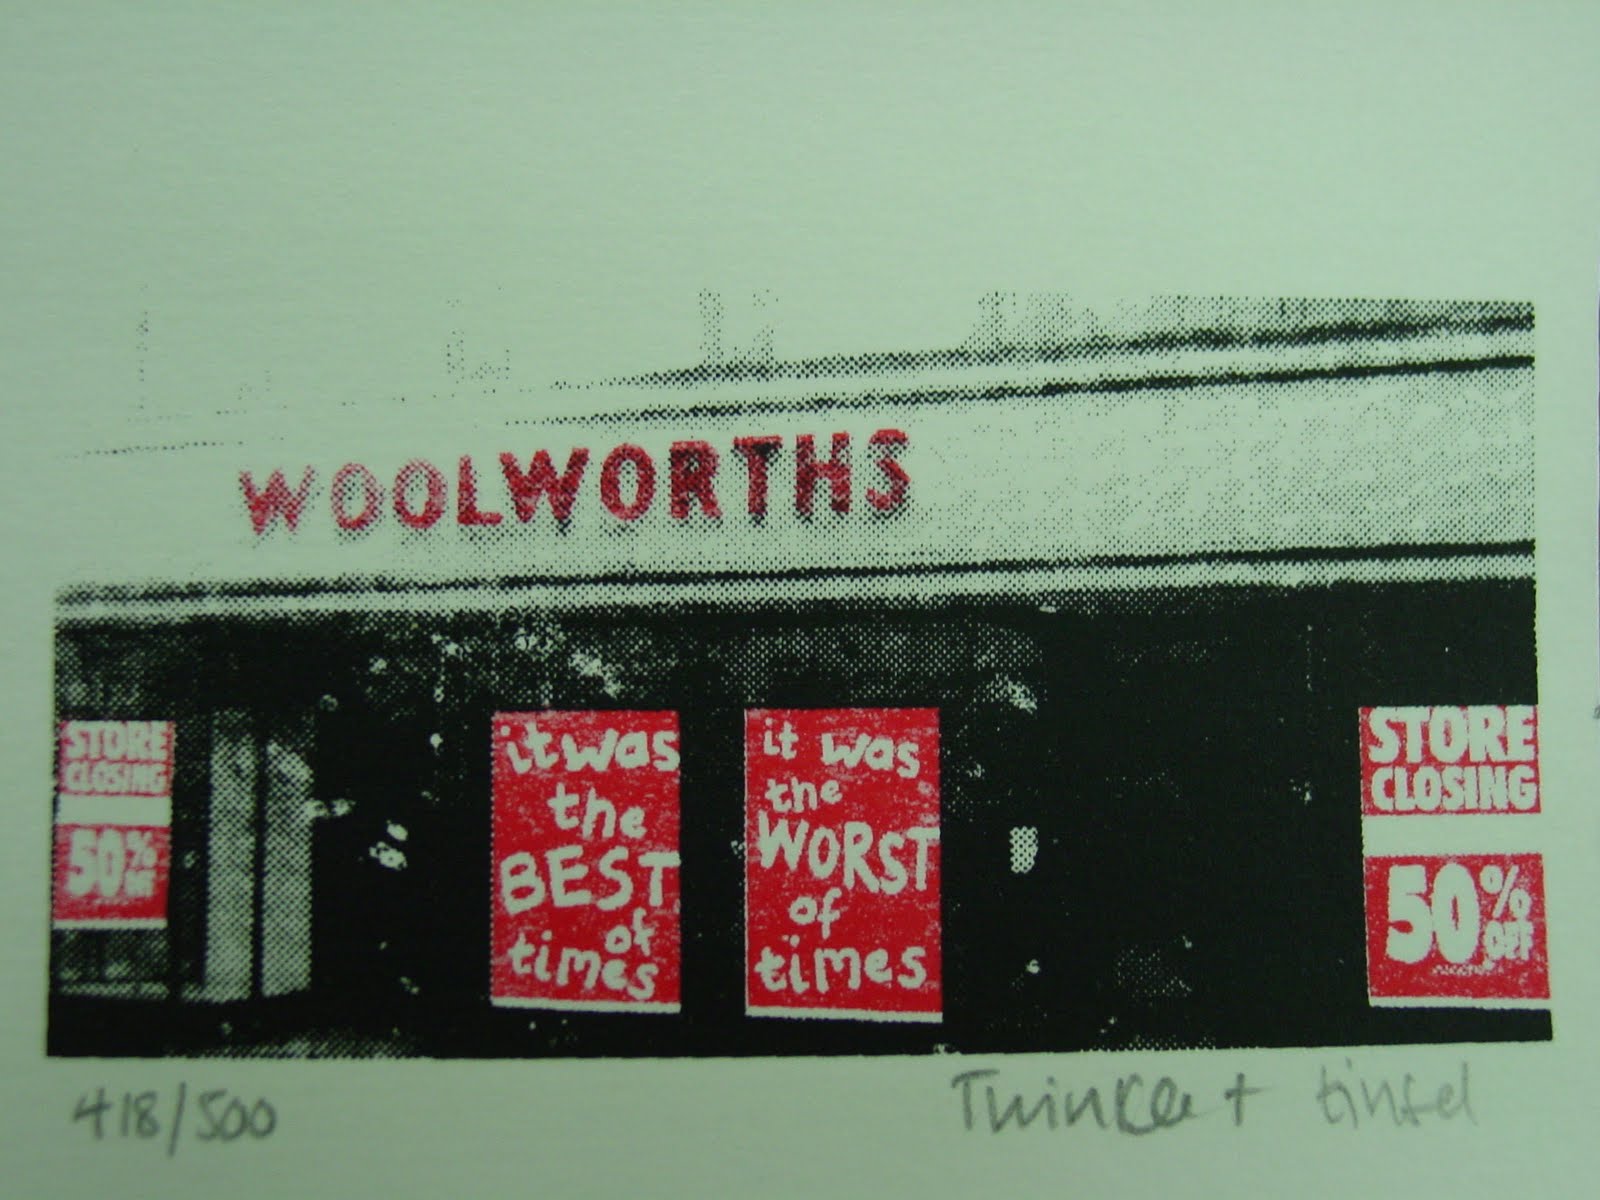 WOOLWORTHS
STORE
CLOSING
50% OFF
it was
the
BEST
of
times
it was
the
WORST
of
times
STORE
CLOSING
50% OFF
418/500
Twinkle + tinsel